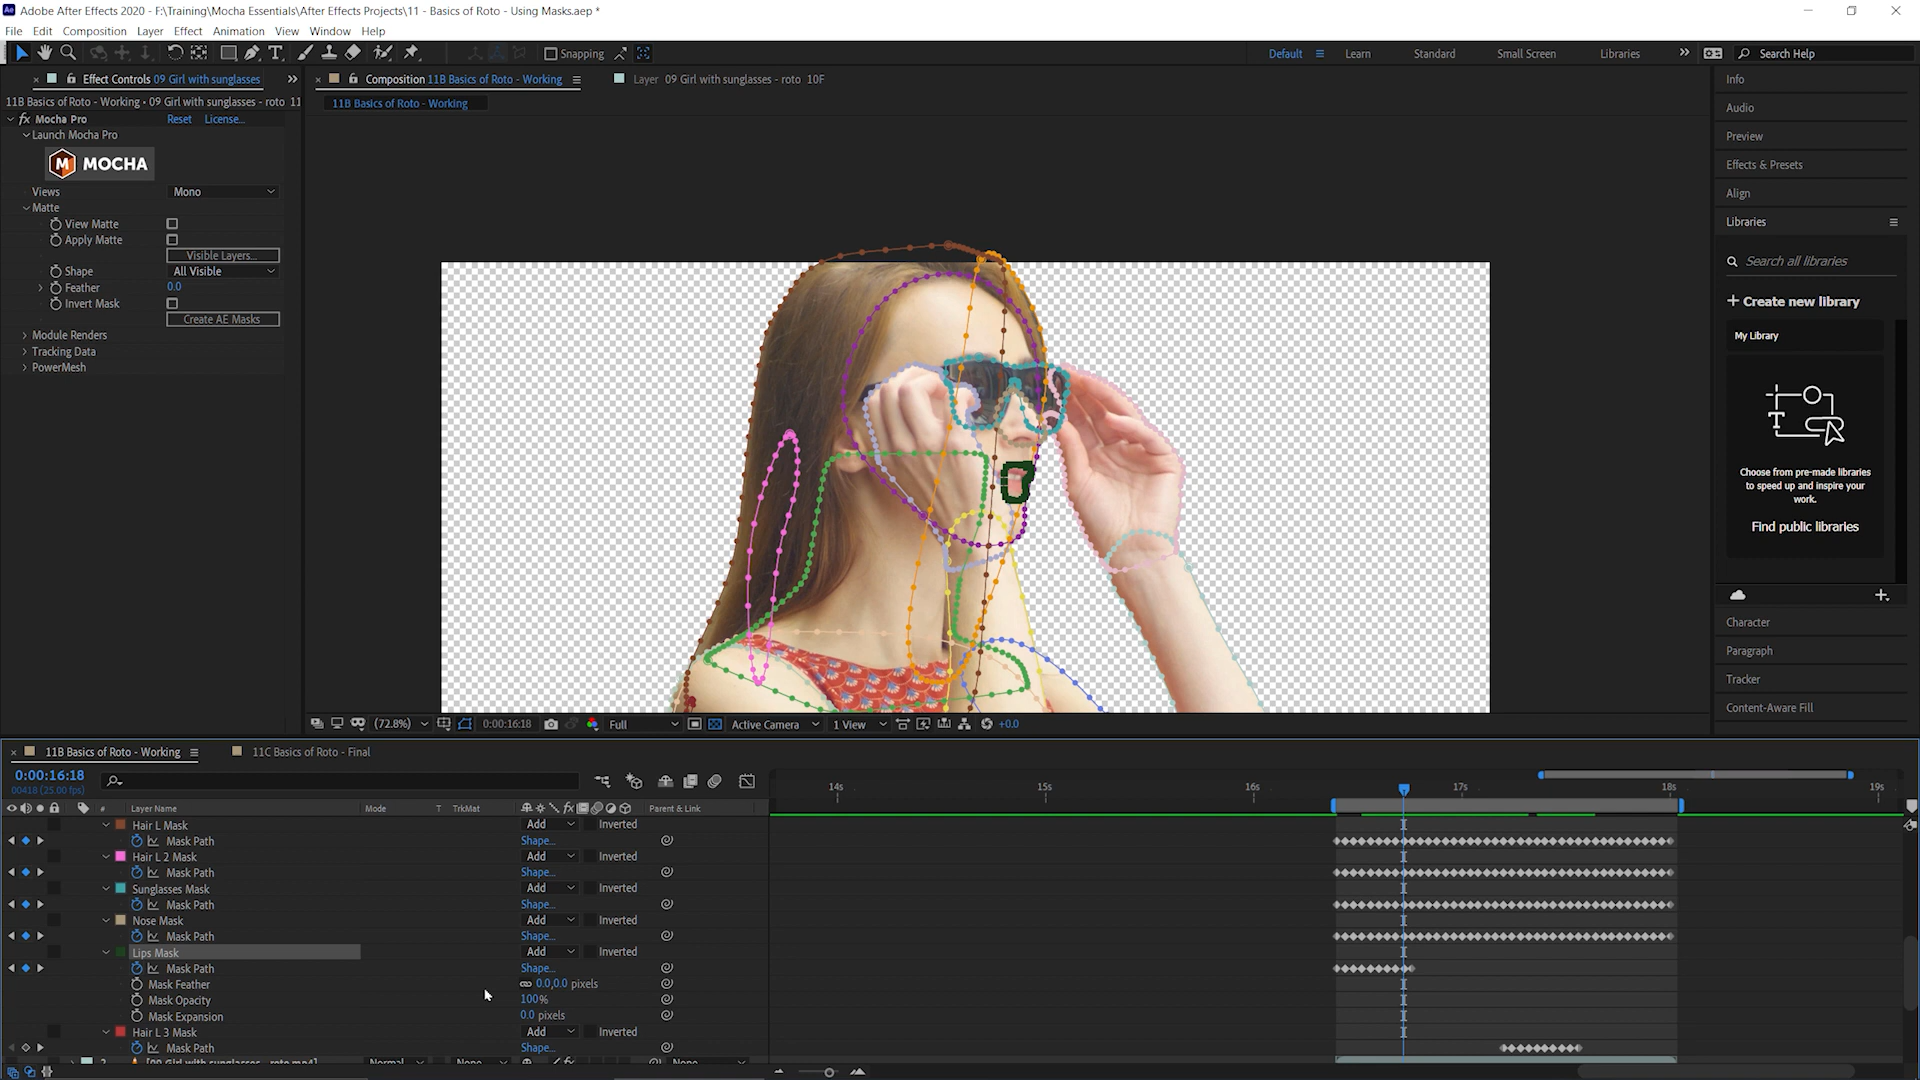 Adobe After Effects 2020 - F:\Training\Mocha Essentials\After Effects Projects\11 - Basics of Roto - Using Masks.aep *
File Edit Composition Layer Effect Animation View Window Help
Snapping Default Learn Standard Small Screen Libraries Search Help
Effect Controls 09 Girl with sunglasses
Composition 11B Basics of Roto - Working
Layer 09 Girl with sunglasses - roto 10F
Info
11B Basics of Roto - Working • 09 Girl with sunglasses - roto 11
11B Basics of Roto - Working
Audio
fx Mocha Pro Reset License...
Launch Mocha Pro
Preview
M MOCHA
Effects & Presets
Views Mono
Align
Matte
View Matte
Libraries
Apply Matte
Visible Layers...
Search all libraries
Shape All Visible
Feather 0.0
Invert Mask
Create new library
Create AE Masks
Module Renders
My Library
Tracking Data
PowerMesh
Choose from pre-made libraries
to speed up and inspire your
work.
Find public libraries
Character
Paragraph
Tracker
Content-Aware Fill
(72.8%) 0:00:16:18 Full Active Camera 1 View +0.0
11B Basics of Roto - Working
11C Basics of Roto - Final
0:00:16:18
00418 (25.00 fps)
14s 15s 16s 17s 18s 19s
# Layer Name Mode T TrkMat fx Parent & Link
Hair L Mask Add Inverted
Mask Path Shape...
Hair L 2 Mask Add Inverted
Mask Path Shape...
Sunglasses Mask Add Inverted
Mask Path Shape...
Nose Mask Add Inverted
Mask Path Shape...
Lips Mask Add Inverted
Mask Path Shape...
Mask Feather 0.0,0.0 pixels
Mask Opacity 100%
Mask Expansion 0.0 pixels
Hair L 3 Mask Add Inverted
Mask Path Shape...
2 [09 Girl with sunglasses - roto.mp4] Normal None None